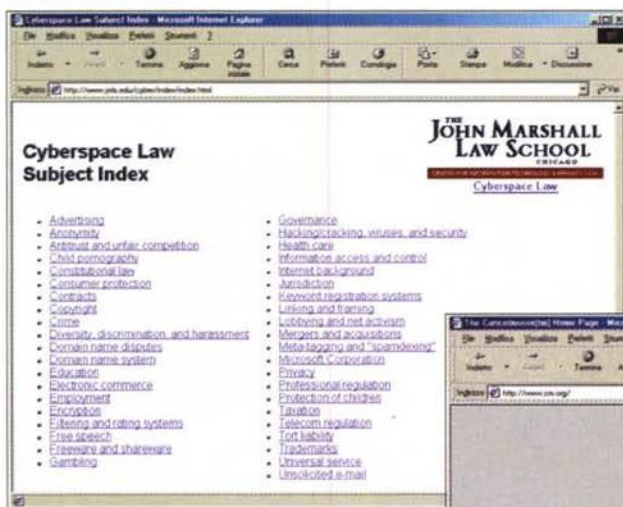 Cyberspace Law Subject Index - Microsoft Internet Explorer
File Modifica Visualizza Preferiti Strumenti ?
Indietro Avanti Termina Aggiorna Pagina iniziale Cerca Preferiti Cronologia Posta Stampa Modifica Discussione
Indirizzo http://www.jmls.edu/cyber/index/index.html Vai
Cyberspace Law
Subject Index
THE
JOHN MARSHALL
LAW SCHOOL
CHICAGO
Cyberspace Law
Advertising
Anonymity
Antitrust and unfair competition
Child pornography
Constitutional law
Consumer protection
Contracts
Copyright
Crime
Diversity, discrimination, and harassment
Domain name disputes
Domain name system
Education
Electronic commerce
Employment
Encryption
Filtering and rating systems
Free speech
Freeware and shareware
Gambling
Governance
Hacking/cracking, viruses, and security
Health care
Information access and control
Internet background
Jurisdiction
Keyword registration systems
Linking and framing
Lobbying and net activism
Mergers and acquisitions
Meta-tagging and "spamdexing"
Microsoft Corporation
Privacy
Professional regulation
Protection of children
Taxation
Telecom regulation
Tort liability
Trademarks
Universal service
Unsolicited e-mail
The Cancelmoose[tm] Home Page - Mic
File Modifica Visualizza Preferiti Strum
Indietro Avanti Termina A
Indirizzo http://www.cm.org/